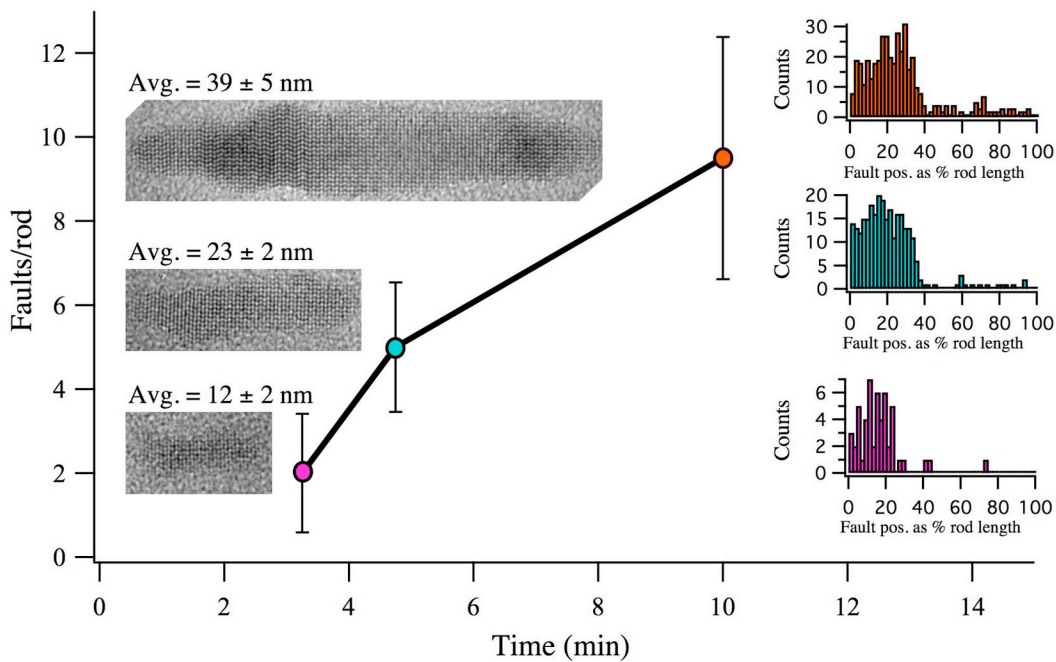 12
10
8
6
4
2
0
Faults/rod
Avg. = 39 ± 5 nm
Avg. = 23 ± 2 nm
Avg. = 12 ± 2 nm
0 2 4 6 8 10 12 14
Time (min)
30
20
10
0
Counts
0 20 40 60 80 100
Fault pos. as % rod length
20
15
10
5
0
Counts
0 20 40 60 80 100
Fault pos. as % rod length
6
4
2
0
Counts
0 20 40 60 80 100
Fault pos. as % rod length